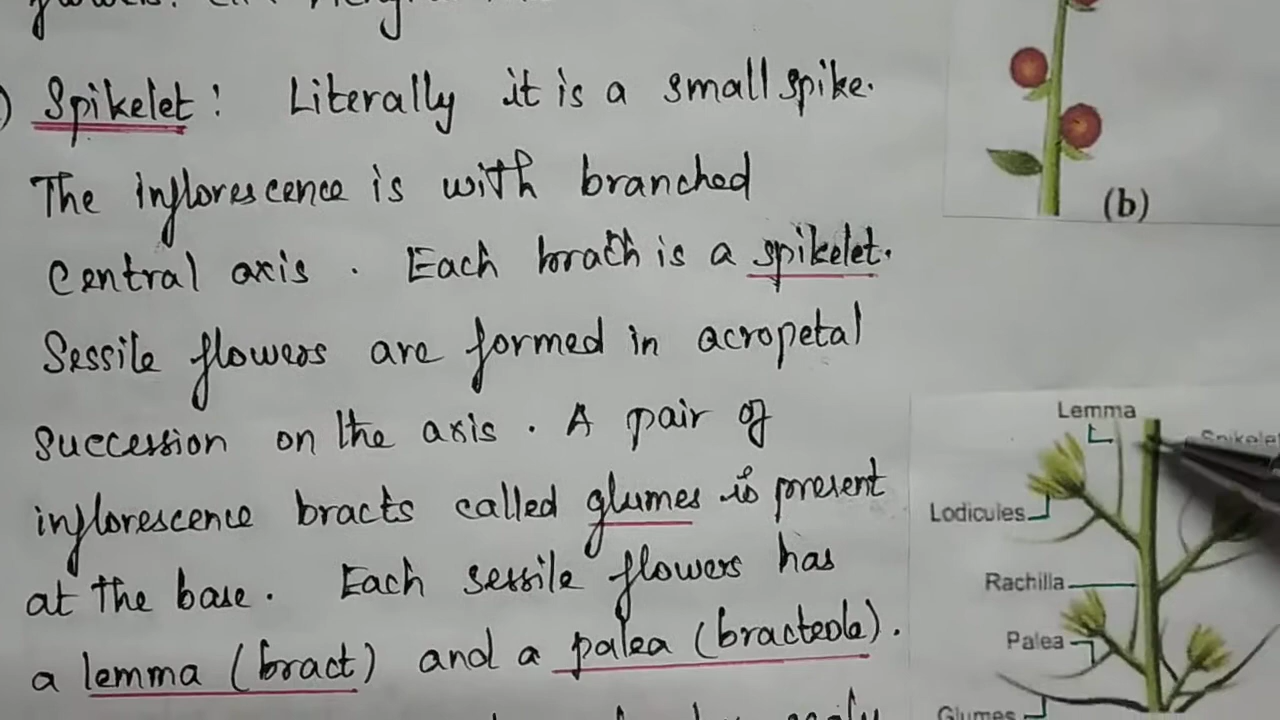 Spikelet: Literally it is a small spike.
The inflorescence is with branched
central axis. Each brach is a spikelet.
Sessile flowers are formed in acropetal
succession on the axis. A pair of
inflorescence bracts called glumes is present
at the base. Each sessile flowers has
a lemma (bract) and a palea (bracteole).
(b)
Lemma
Spikelet
Lodicules
Rachilla
Palea
Glumes